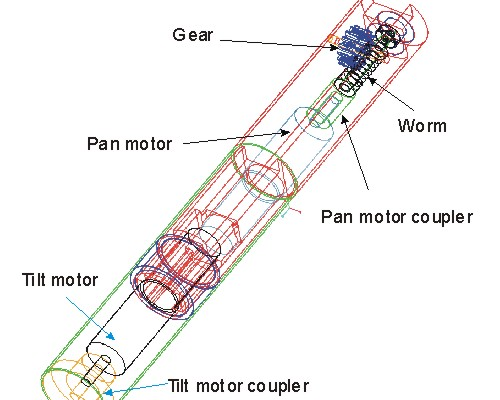 Gear
Worm
Pan motor
Pan motor coupler
Tilt motor
Tilt motor coupler